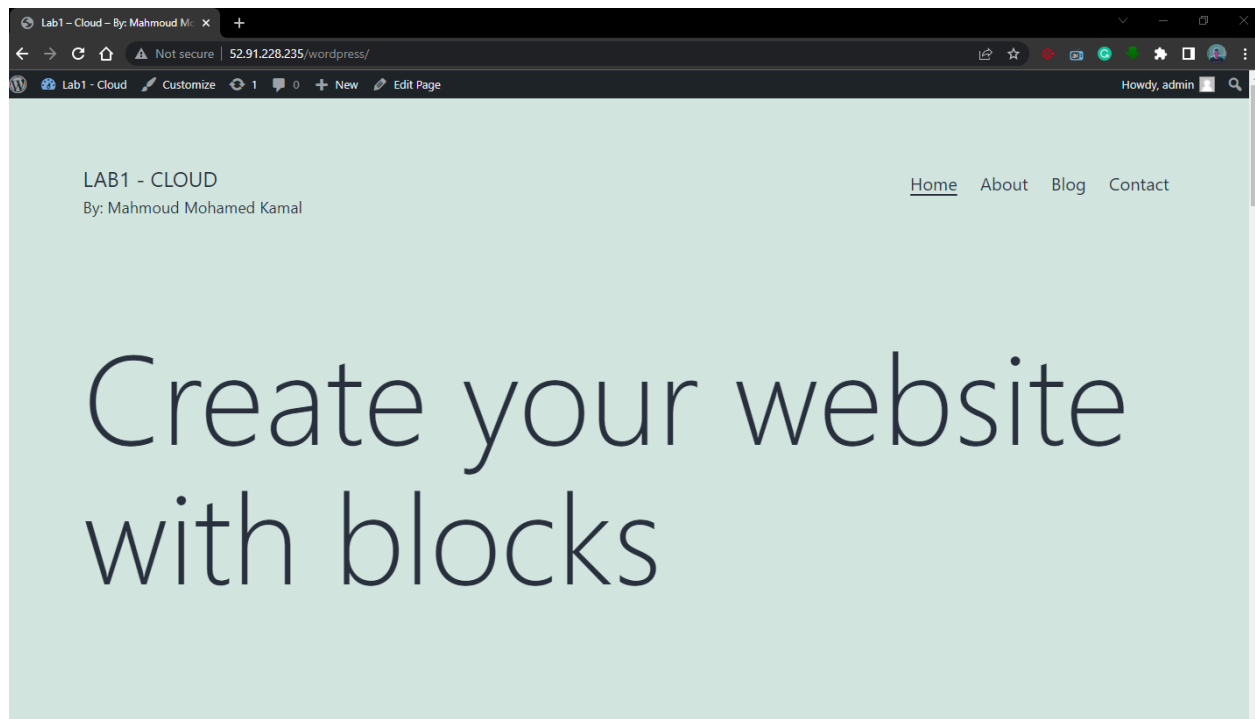 Lab1 – Cloud – By: Mahmoud Mo
Not secure | 52.91.228.235/wordpress/
Lab1 - Cloud Customize 1 0 New Edit Page Howdy, admin
LAB1 - CLOUD
By: Mahmoud Mohamed Kamal
Home About Blog Contact
Create your website
with blocks